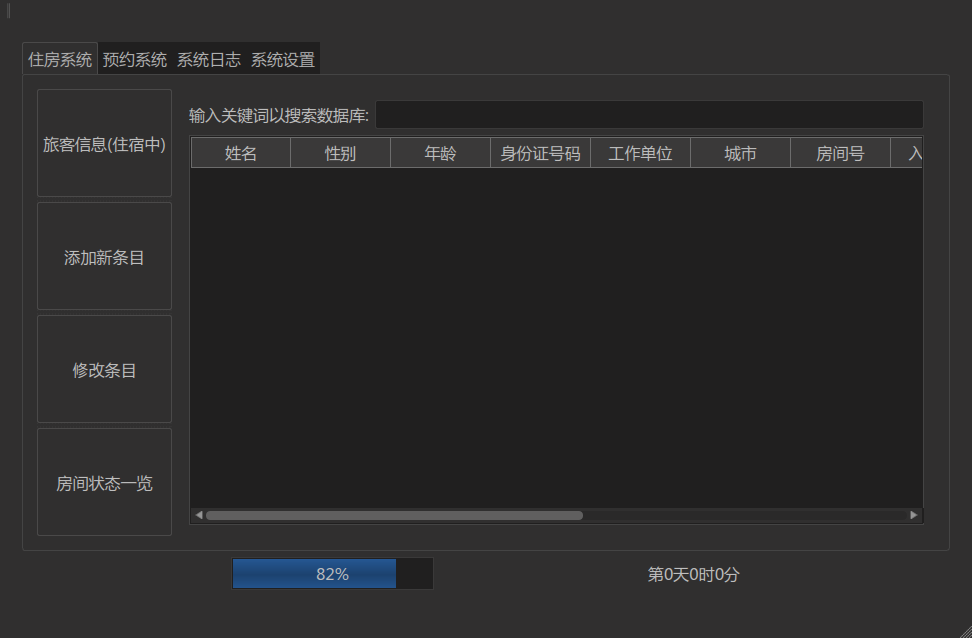 住房系统 预约系统 系统日志 系统设置
旅客信息(住宿中)
添加新条目
修改条目
房间状态一览
输入关键词以搜索数据库:
姓名 性别 年龄 身份证号码 工作单位 城市 房间号 入
82%
第0天0时0分